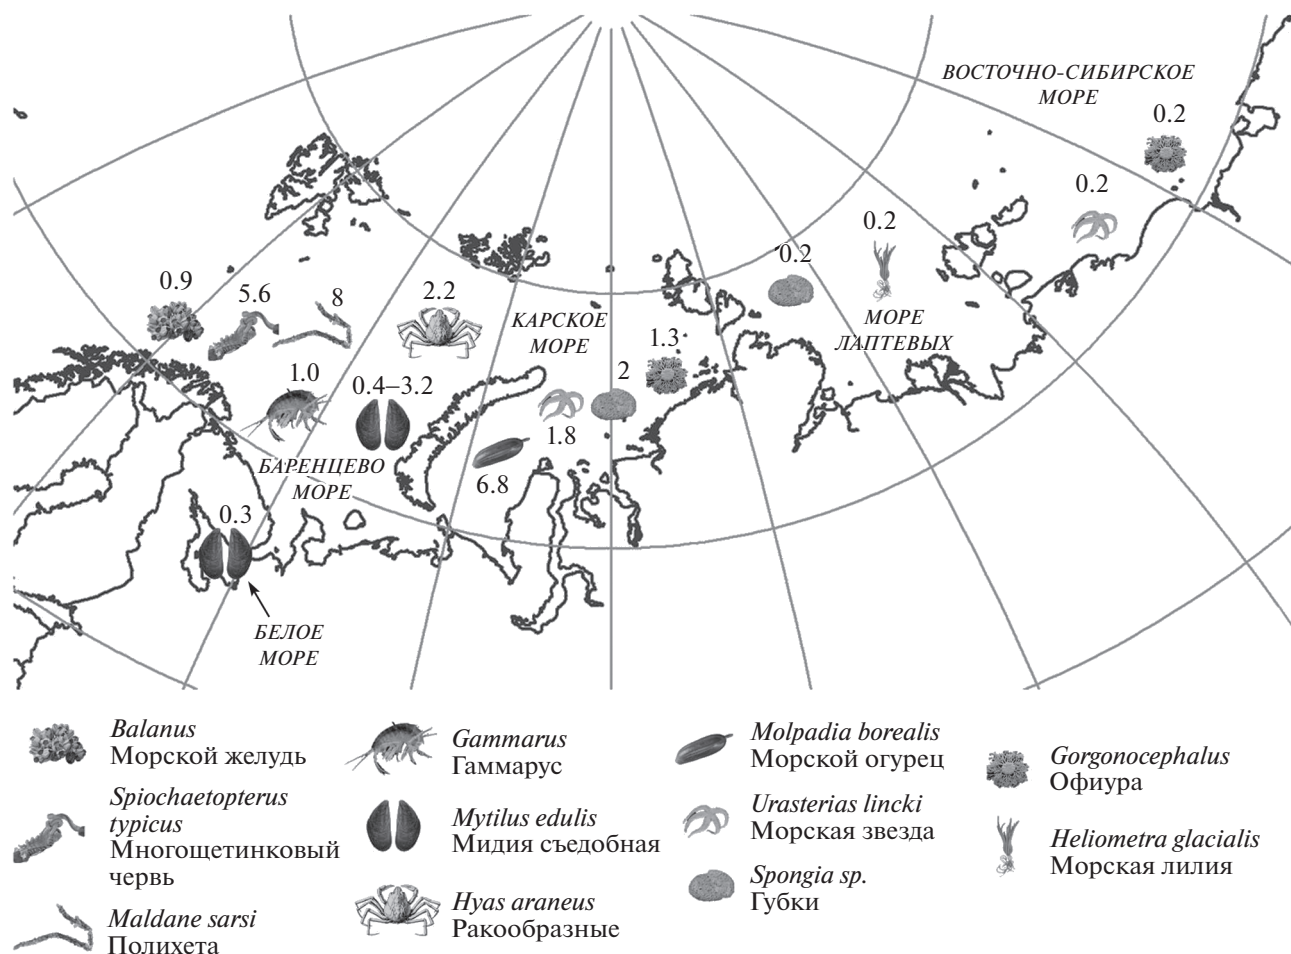 ВОСТОЧНО-СИБИРСКОЕ
МОРЕ
0.2
0.2
0.2
0.2
МОРЕ
ЛАПТЕВЫХ
0.9
5.6
8
2.2
КАРСКОЕ
МОРЕ
1.3
1.0
0.4–3.2
2
1.8
6.8
БАРЕНЦЕВО
МОРЕ
0.3
БЕЛОЕ
МОРЕ
Balanus
Морской желудь
Spiochaetopterus
typicus
Многощетинковый
червь
Maldane sarsi
Полихета
Gammarus
Гаммарус
Mytilus edulis
Мидия съедобная
Hyas araneus
Ракообразные
Molpadia borealis
Морской огурец
Urasterias lincki
Морская звезда
Spongia sp.
Губки
Gorgonocephalus
Офиура
Heliometra glacialis
Морская лилия